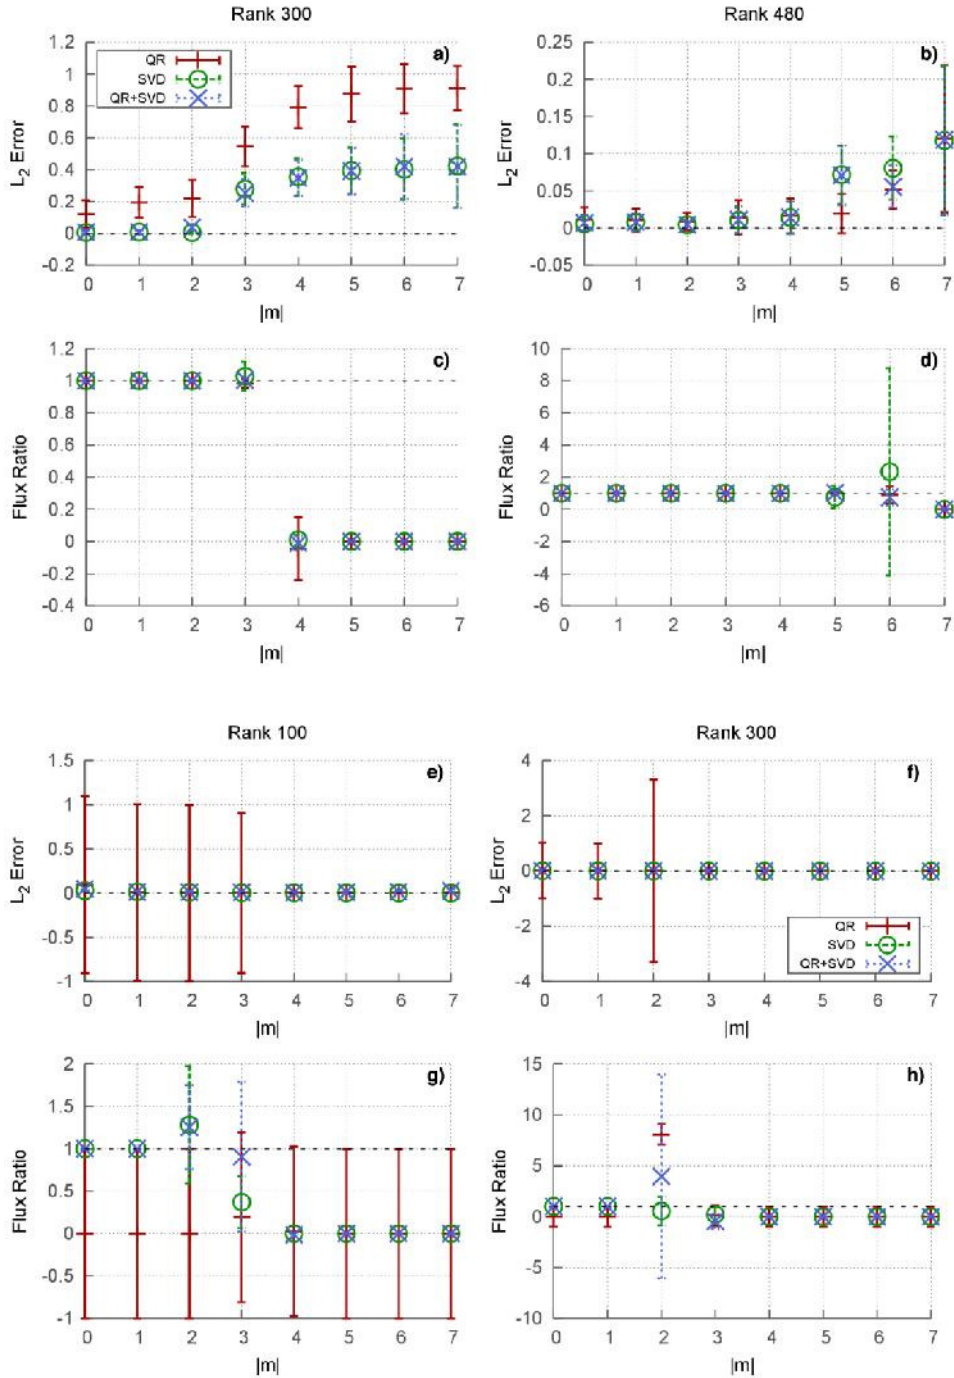 Rank 300
a)
L2 Error
1.2
1
0.8
0.6
0.4
0.2
0
-0.2
QR
SVD
QR+SVD
0 1 2 3 4 5 6 7
|m|
Rank 480
b)
L2 Error
0.25
0.2
0.15
0.1
0.05
0
-0.05
0 1 2 3 4 5 6 7
|m|
c)
Flux Ratio
1.2
1
0.8
0.6
0.4
0.2
0
-0.2
-0.4
0 1 2 3 4 5 6 7
|m|
d)
Flux Ratio
10
8
6
4
2
0
-2
-4
-6
0 1 2 3 4 5 6 7
|m|
Rank 100
e)
L2 Error
1.5
1
0.5
0
-0.5
-1
0 1 2 3 4 5 6 7
|m|
Rank 300
f)
L2 Error
4
2
0
-2
-4
QR
SVD
QR+SVD
0 1 2 3 4 5 6 7
|m|
g)
Flux Ratio
2
1.5
1
0.5
0
-0.5
-1
0 1 2 3 4 5 6 7
|m|
h)
Flux Ratio
15
10
5
0
-5
-10
0 1 2 3 4 5 6 7
|m|